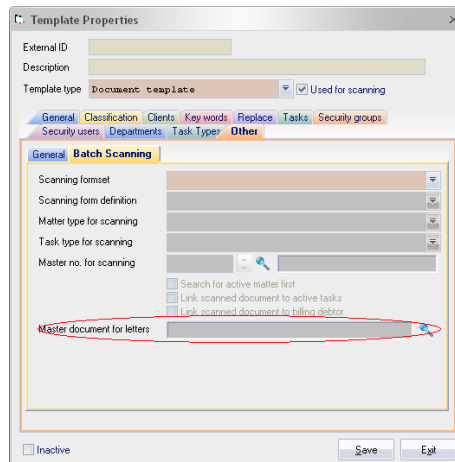 Template Properties
External ID
Description
Template type Document template Used for scanning
General Classification Clients Key words Replace Tasks Security groups
Security users Departments Task Types Other
General Batch Scanning
Scanning formset
Scanning form definition
Matter type for scanning
Task type for scanning
Master no. for scanning
Search for active matter first
Link scanned document to active tasks
Link scanned document to billing debtor
Master document for letters
Inactive Save Exit